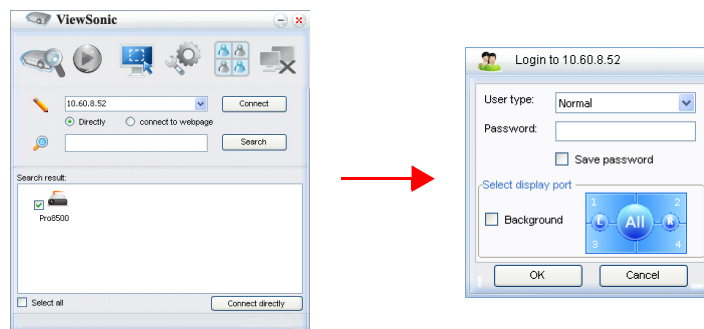 ViewSonic
10.60.8.52
Connect
Directly
connect to webpage
Search
Search result:
Pro8500
Select all
Connect directly
Login to 10.60.8.52
User type:
Normal
Password:
Save password
Select display port
Background
1
2
L
All
R
3
4
OK
Cancel